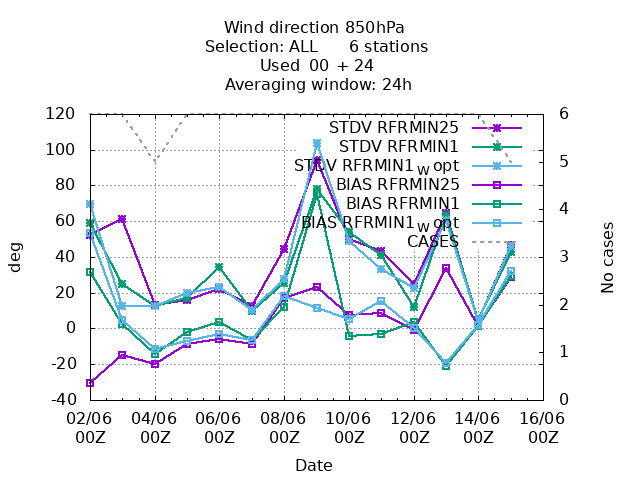 Wind direction 850hPa
Selection: ALL 6 stations
Used 00 + 24
Averaging window: 24h
120 6
STDV RFRMIN25
100 STDV RFRMIN1 5
STDV RFRMIN1_w opt
80 BIAS RFRMIN25 4
BIAS RFRMIN1
60 BIAS RFRMIN1_w opt
CASES
40 3
20 2
0
-20 1
-40 0
deg
No cases
02/06 04/06 06/06 08/06 10/06 12/06 14/06 16/06
00Z 00Z 00Z 00Z 00Z 00Z 00Z 00Z
Date